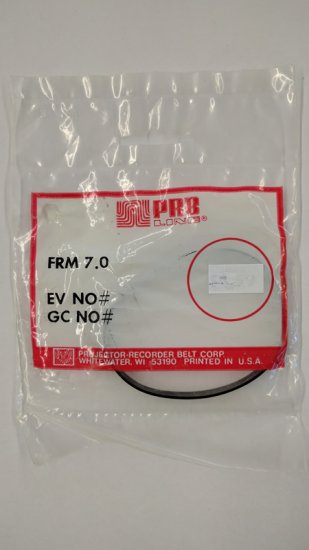 PRB
LINE®
FRM 7.0
EV NO#
GC NO#
PROJECTOR-RECORDER BELT CORP.
WHITEWATER, WI -53190 PRINTED IN U.S.A.